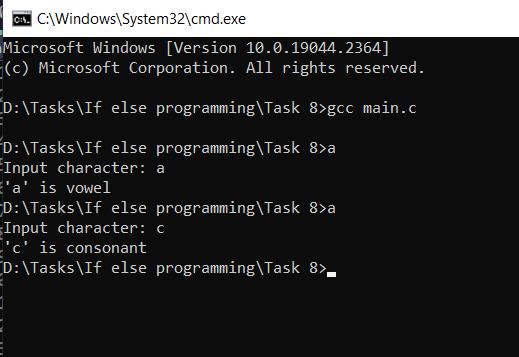 C:\Windows\System32\cmd.exe
Microsoft Windows [Version 10.0.19044.2364]
(c) Microsoft Corporation. All rights reserved.
D:\Tasks\If else programming\Task 8>gcc main.c
D:\Tasks\If else programming\Task 8>a
Input character: a
'a' is vowel
D:\Tasks\If else programming\Task 8>a
Input character: c
'c' is consonant
D:\Tasks\If else programming\Task 8>